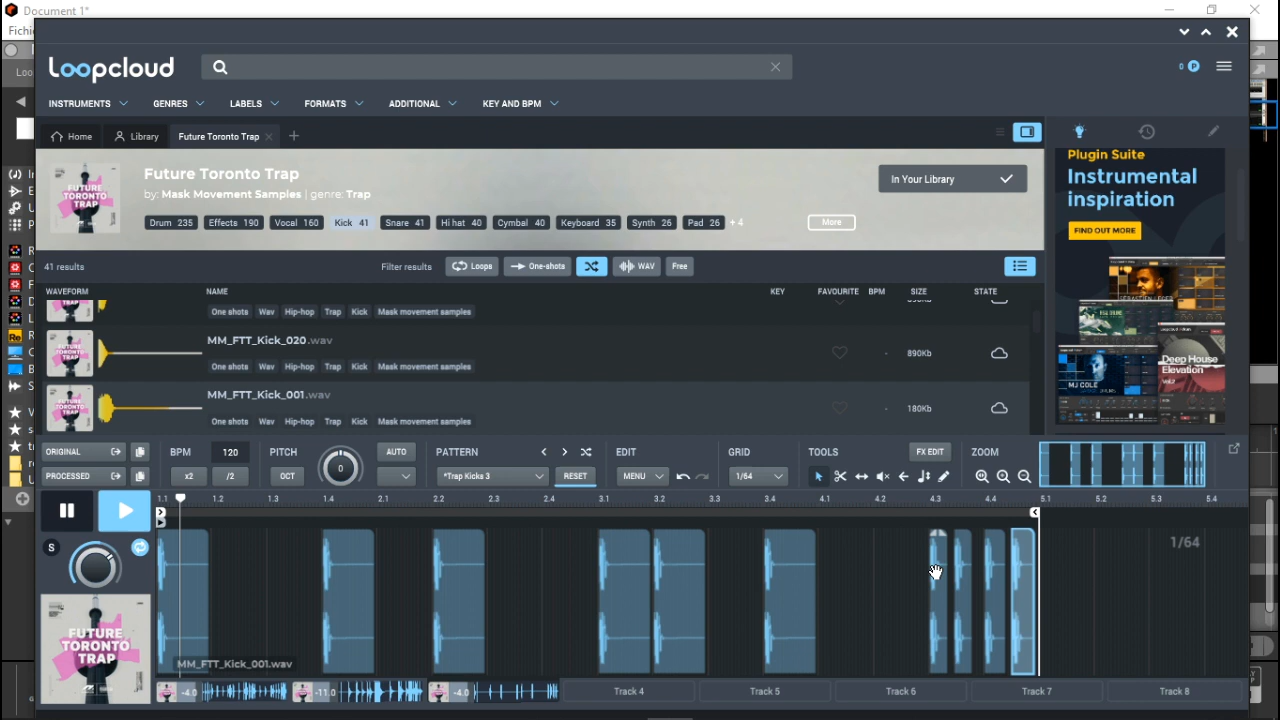 Document 1*
Fichi
Loopcloud
0 P
INSTRUMENTS GENRES LABELS FORMATS ADDITIONAL KEY AND BPM
Home Library Future Toronto Trap
FUTURE TORONTO TRAP
Future Toronto Trap
by: Mask Movement Samples | genre: Trap
In Your Library
Drum 235 Effects 190 Vocal 160 Kick 41 Snare 41 Hi hat 40 Cymbal 40 Keyboard 35 Synth 26 Pad 26 +4 More
Plugin Suite
Instrumental
inspiration
FIND OUT MORE
MJ COLE
Deep House
Elevation
Vol.2
41 results
Filter results Loops One-shots WAV Free
WAVEFORM NAME KEY FAVOURITE BPM SIZE STATE
One shots Wav Hip-hop Trap Kick Mask movement samples
MM_FTT_Kick_020.wav
- 890Kb
One shots Wav Hip-hop Trap Kick Mask movement samples
MM_FTT_Kick_001.wav
- 180Kb
One shots Wav Hip-hop Trap Kick Mask movement samples
ORIGINAL BPM 120 PITCH 0 AUTO PATTERN EDIT GRID TOOLS FX EDIT ZOOM
PROCESSED x2 /2 OCT *Trap Kicks 3 RESET MENU 1/64
1.1 1.2 1.3 1.4 2.1 2.2 2.3 2.4 3.1 3.2 3.3 3.4 4.1 4.2 4.3 4.4 5.1 5.2 5.3 5.4
S
1/64
FUTURE
TORONTO
TRAP
MM_FTT_Kick_001.wav
-4.0 -11.0 -4.0 Track 4 Track 5 Track 6 Track 7 Track 8